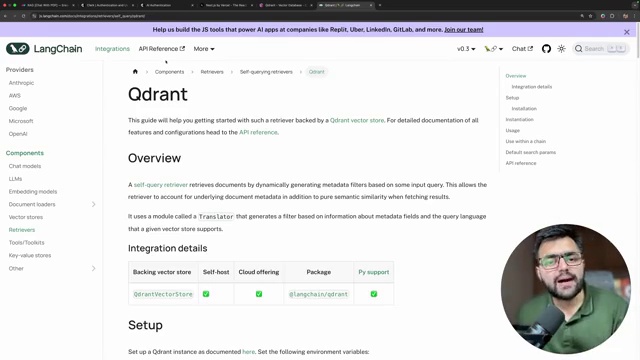 js.langchain.com/docs/integrations/retrievers/self_query/qdrant/
Help us build the JS tools that power AI apps at companies like Replit, Uber, LinkedIn, GitLab, and more. Join our team!
LangChain
Integrations
API Reference
More
v0.3
Chat
Search
Providers
Anthropic
AWS
Google
Microsoft
OpenAI
Components
Chat models
LLMs
Embedding models
Document loaders
Vector stores
Retrievers
Tools/Toolkits
Key-value stores
Other
Components
Retrievers
Self-querying retrievers
Qdrant
Qdrant
This guide will help you getting started with such a retriever backed by a Qdrant vector store. For detailed documentation of all
features and configurations head to the API reference.
Overview
A self-query retriever retrieves documents by dynamically generating metadata filters based on some input query. This allows the
retriever to account for underlying document metadata in addition to pure semantic similarity when fetching results.
It uses a module called a Translator that generates a filter based on information about metadata fields and the query language
that a given vector store supports.
Integration details
Backing vector store
Self-host
Cloud offering
Package
Py support
QdrantVectorStore
@langchain/qdrant
Setup
Set up a Qdrant instance as documented here. Set the following environment variables:
Overview
Integration details
Setup
Installation
Instantiation
Usage
Use within a chain
Default search params
API reference